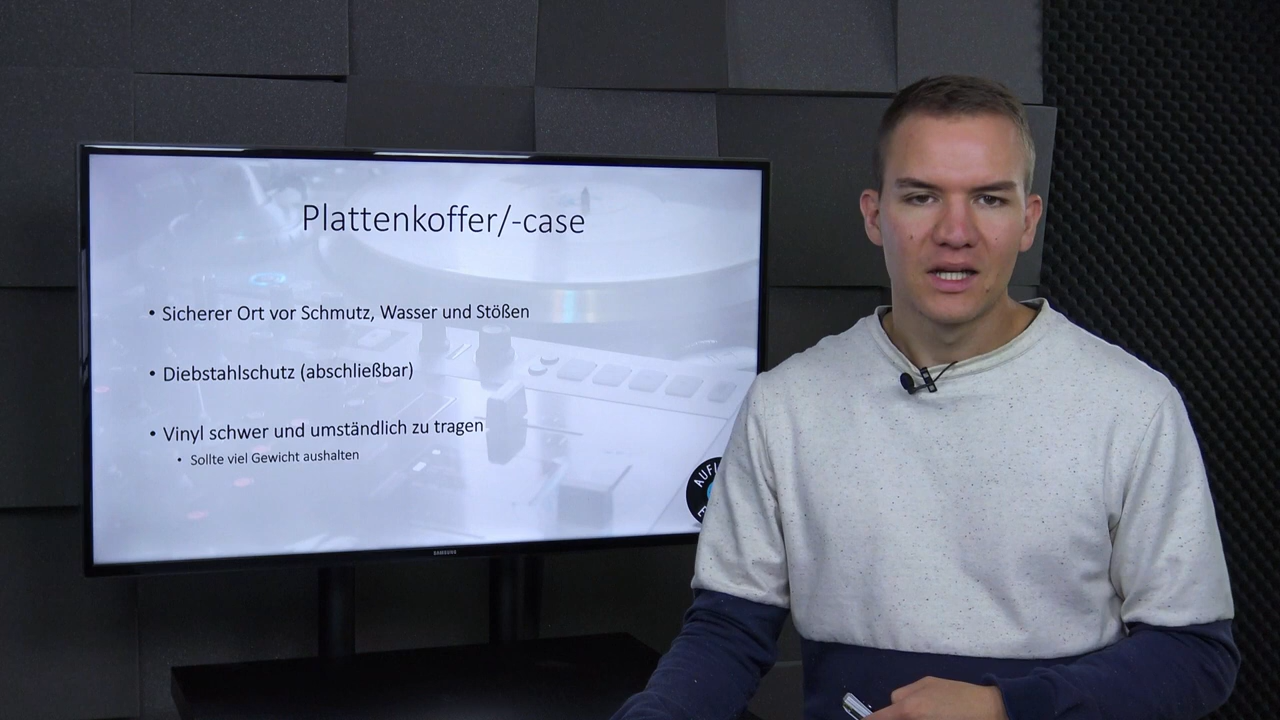 Plattenkoffer/-case
• Sicherer Ort vor Schmutz, Wasser und Stößen
• Diebstahlschutz (abschließbar)
• Vinyl schwer und umständlich zu tragen
• Sollte viel Gewicht aushalten
SAMSUNG